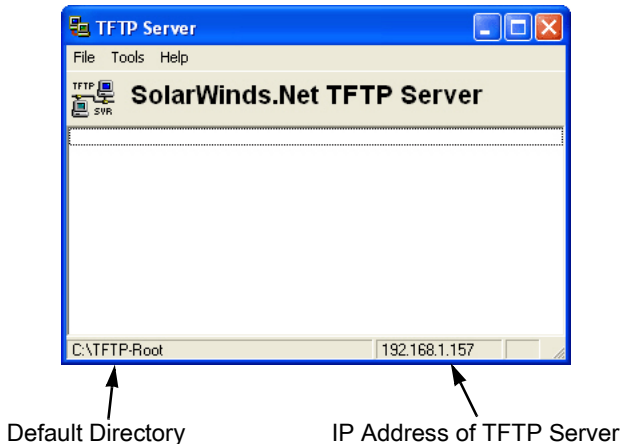 TFTP Server
File Tools Help
TFTP
SVR
SolarWinds.Net TFTP Server
C:\TFTP-Root 192.168.1.157
Default Directory IP Address of TFTP Server